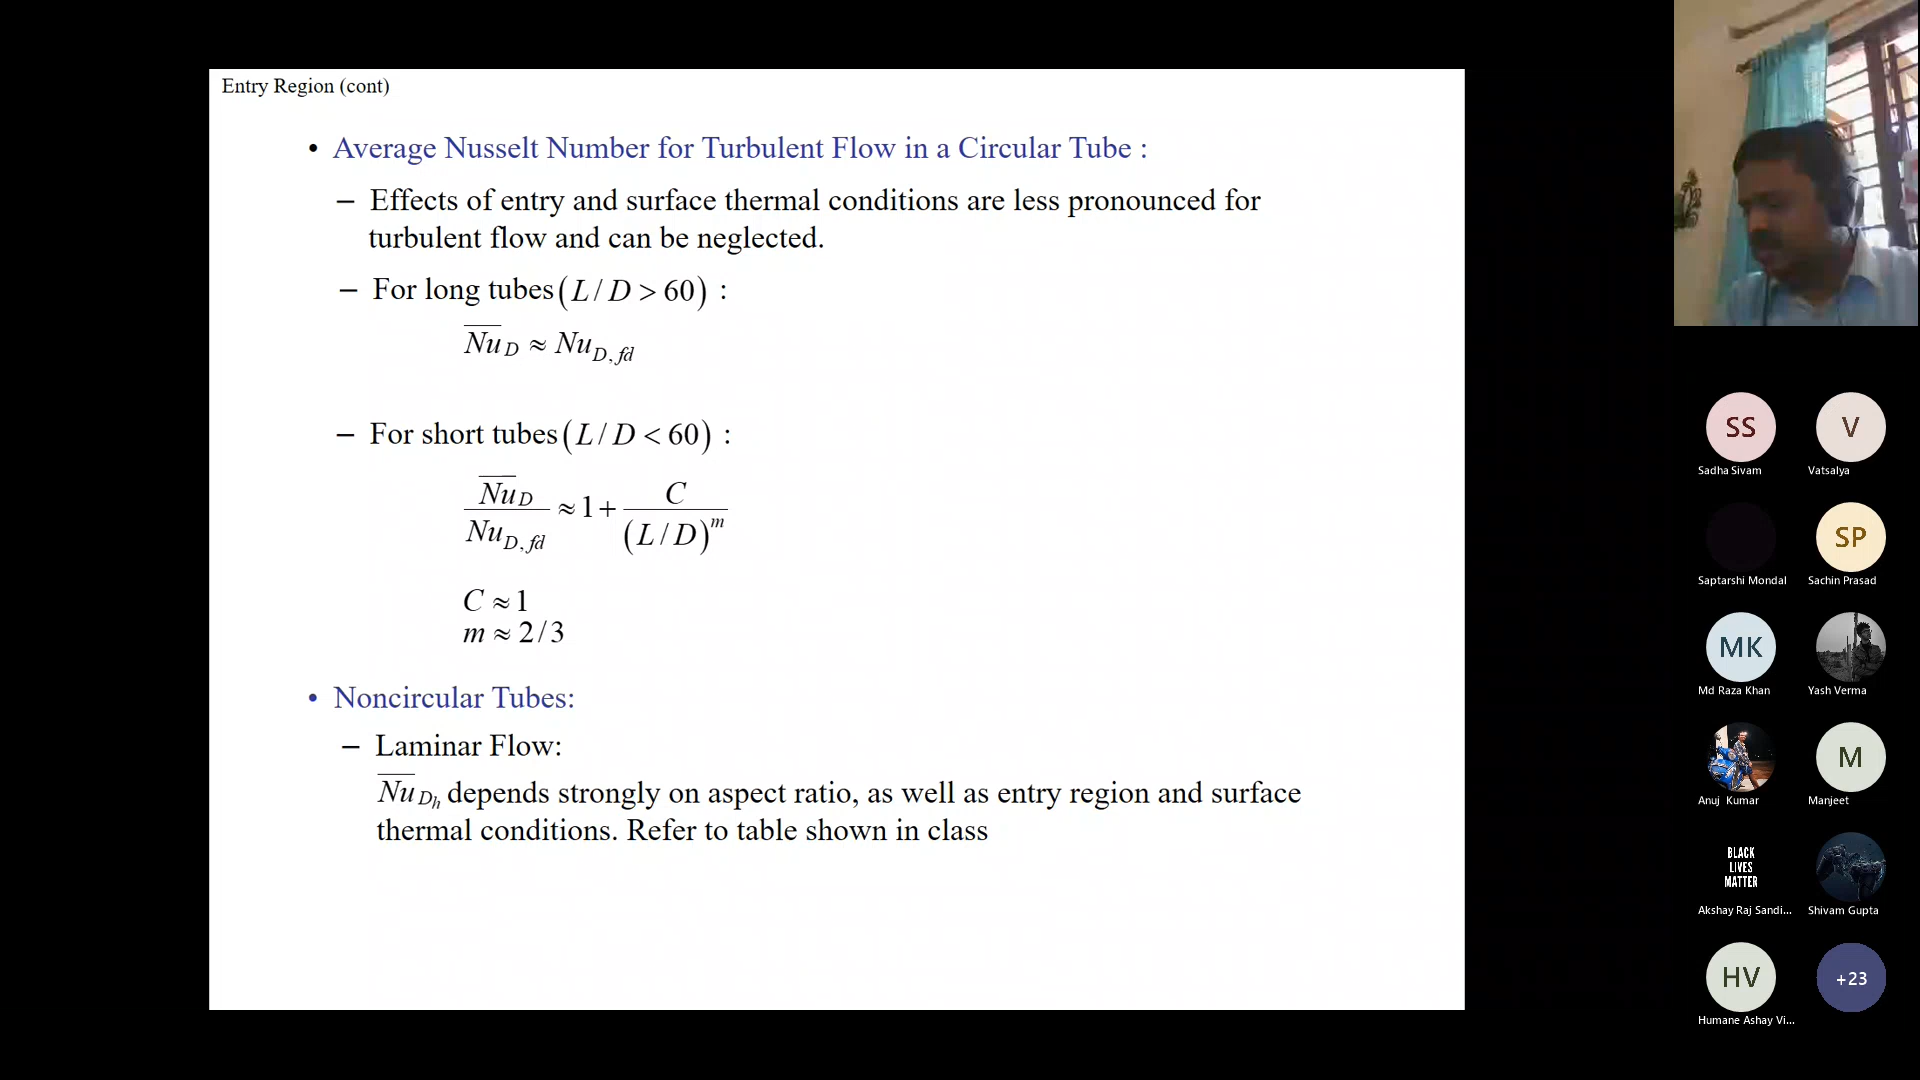 Entry Region (cont)
• Average Nusselt Number for Turbulent Flow in a Circular Tube :
– Effects of entry and surface thermal conditions are less pronounced for
turbulent flow and can be neglected.
– For long tubes (L/D > 60) :
N̅u̅_D ≈ Nu_{D, fd}
– For short tubes (L/D < 60) :
N̅u̅_D / Nu_{D, fd} ≈ 1 + C / (L/D)^m
C ≈ 1
m ≈ 2/3
• Noncircular Tubes:
– Laminar Flow:
N̅u̅_{D_h} depends strongly on aspect ratio, as well as entry region and surface
thermal conditions. Refer to table shown in class
SS
V
Sadha Sivam
Vatsalya
SP
Saptarshi Mondal
Sachin Prasad
MK
Md Raza Khan
Yash Verma
M
Anuj Kumar
Manjeet
BLACK
LIVES
MATTER
Akshay Raj Sandi...
Shivam Gupta
HV
+23
Humane Ashay Vi...